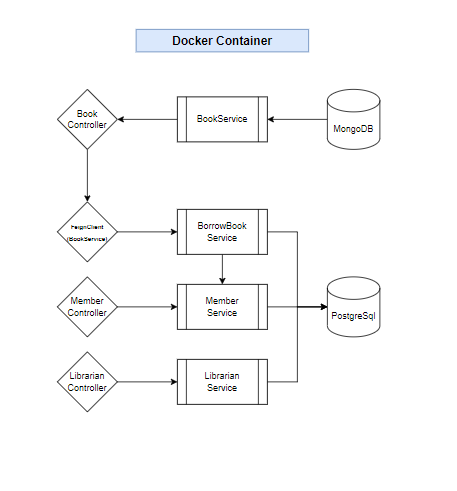 Docker Container
Book
Controller
BookService
MongoDB
FeignClient
(BookService)
BorrowBook
Service
Member
Controller
Member
Service
PostgreSql
Librarian
Controller
Librarian
Service